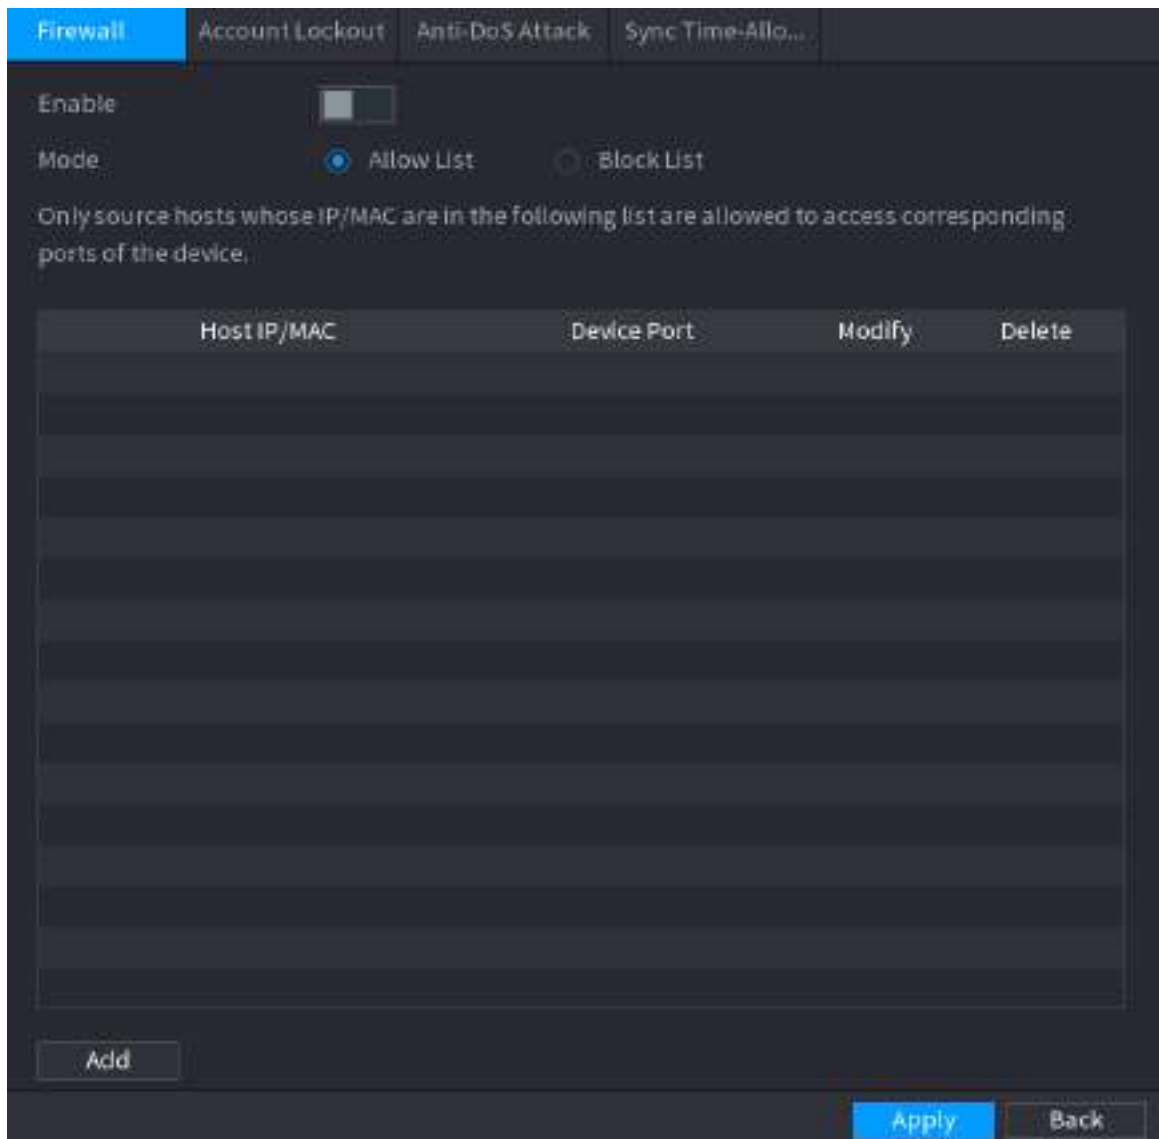 Firewall Account Lockout Anti-DoS Attack Sync Time-Allo...
Enable
Mode Allow List Block List
Only source hosts whose IP/MAC are in the following list are allowed to access corresponding
ports of the device.
Host IP/MAC Device Port Modify Delete
Add
Apply Back